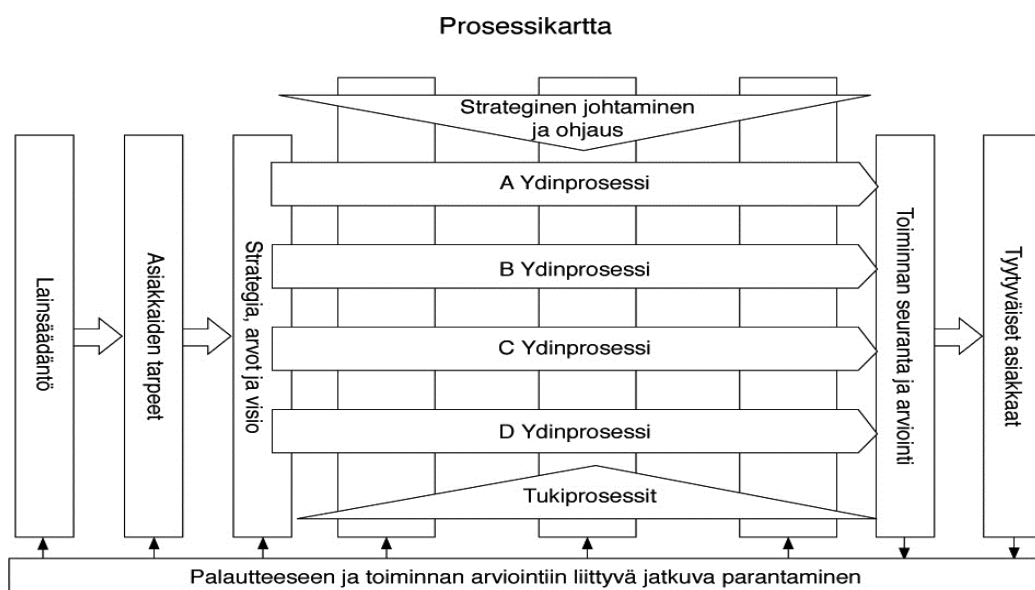 Prosessikartta
Strateginen johtaminen
ja ohjaus
Lainsäädäntö
Asiakkaiden tarpeet
Strategia, arvot ja visio
A Ydinprosessi
B Ydinprosessi
C Ydinprosessi
D Ydinprosessi
Tukiprosessit
Toiminnan seuranta ja arviointi
Tyytyväiset asiakkaat
Palautteeseen ja toiminnan arviointiin liittyvä jatkuva parantaminen